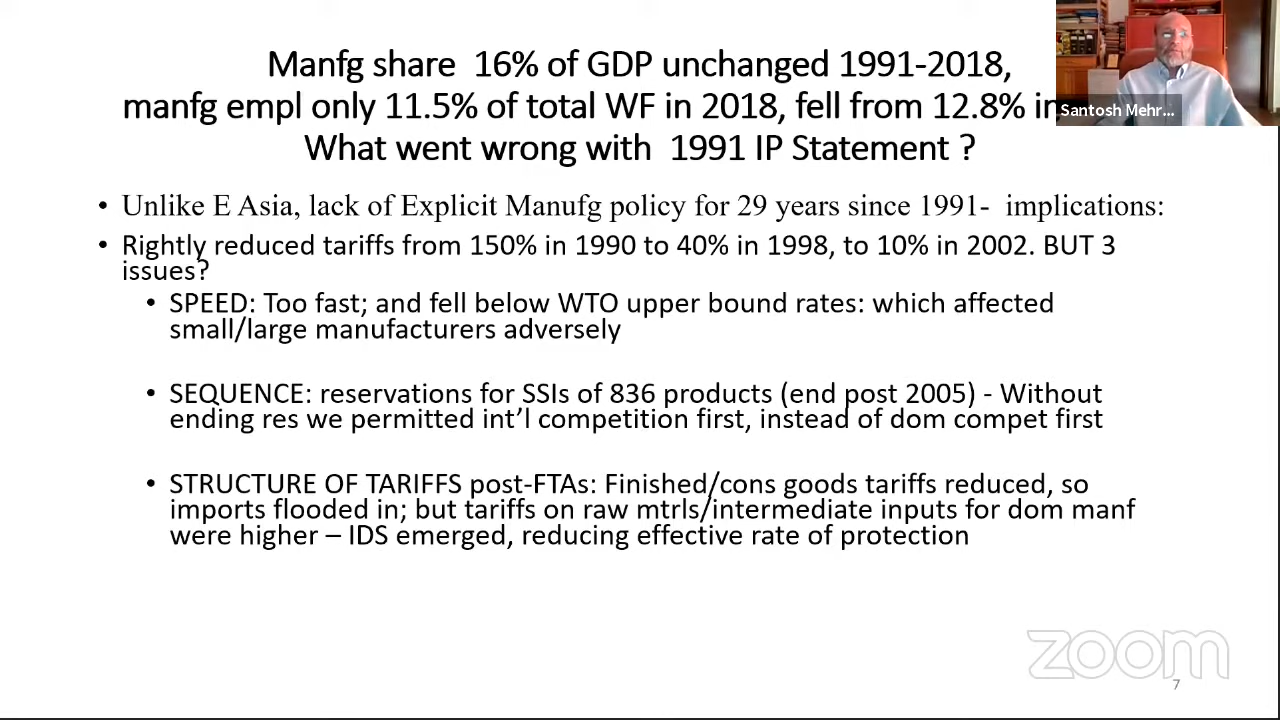 Manfg share 16% of GDP unchanged 1991-2018,
manfg empl only 11.5% of total WF in 2018, fell from 12.8% in
What went wrong with 1991 IP Statement ?
Santosh Mehr...
• Unlike E Asia, lack of Explicit Manufg policy for 29 years since 1991- implications:
• Rightly reduced tariffs from 150% in 1990 to 40% in 1998, to 10% in 2002. BUT 3
issues?
• SPEED: Too fast; and fell below WTO upper bound rates: which affected
small/large manufacturers adversely
• SEQUENCE: reservations for SSIs of 836 products (end post 2005) - Without
ending res we permitted int'l competition first, instead of dom compet first
• STRUCTURE OF TARIFFS post-FTAs: Finished/cons goods tariffs reduced, so
imports flooded in; but tariffs on raw mtrls/intermediate inputs for dom manf
were higher – IDS emerged, reducing effective rate of protection
zoom
7